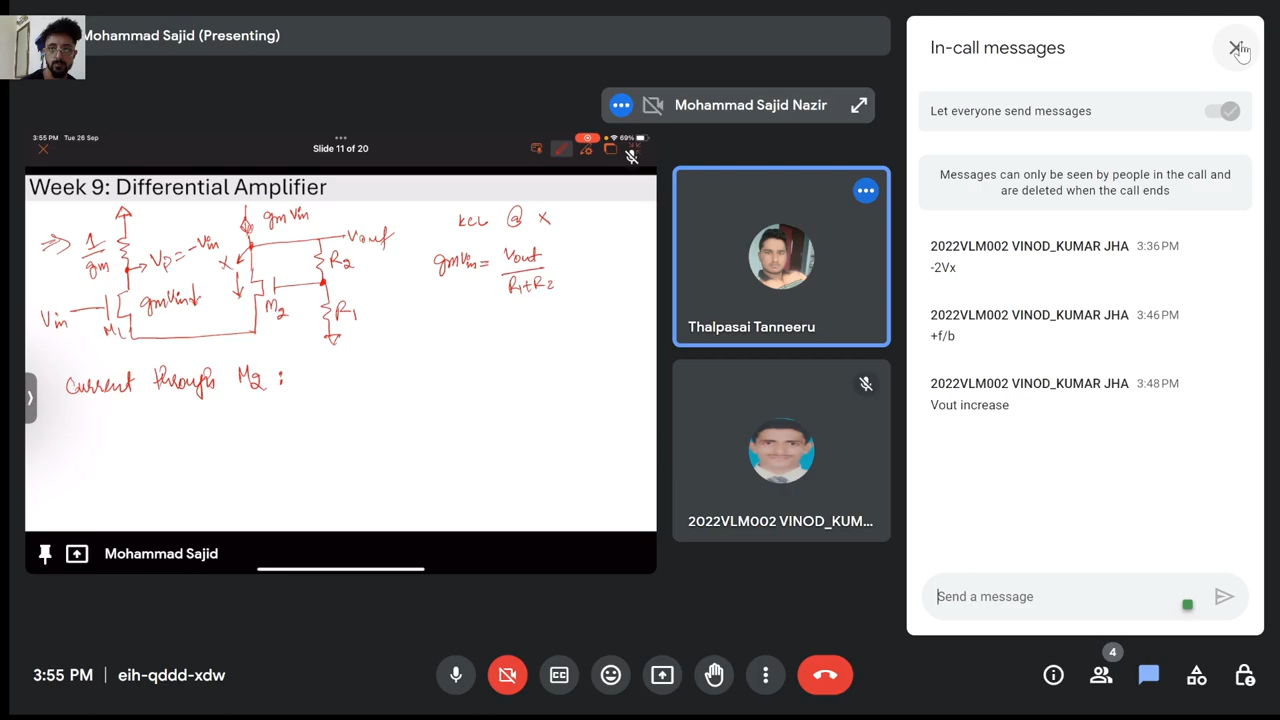 Mohammad Sajid (Presenting)
Mohammad Sajid Nazir
3:55 PM Tue 26 Sep
69%
Slide 11 of 20
Week 9: Differential Amplifier
⇒ 1/gm
Vp = -Vin
gmVin
Vout
X
R2
gmVin
Vin
M1
M2
R1
KCL @ X
gmVin = Vout/(R1+R2)
Current through M2 :
Mohammad Sajid
Thalpasai Tanneeru
2022VLM002 VINOD_KUM...
In-call messages
Let everyone send messages
Messages can only be seen by people in the call and
are deleted when the call ends
2022VLM002 VINOD_KUMAR JHA 3:36 PM
-2Vx
2022VLM002 VINOD_KUMAR JHA 3:46 PM
+f/b
2022VLM002 VINOD_KUMAR JHA 3:48 PM
Vout increase
Send a message
3:55 PM | eih-qddd-xdw
4